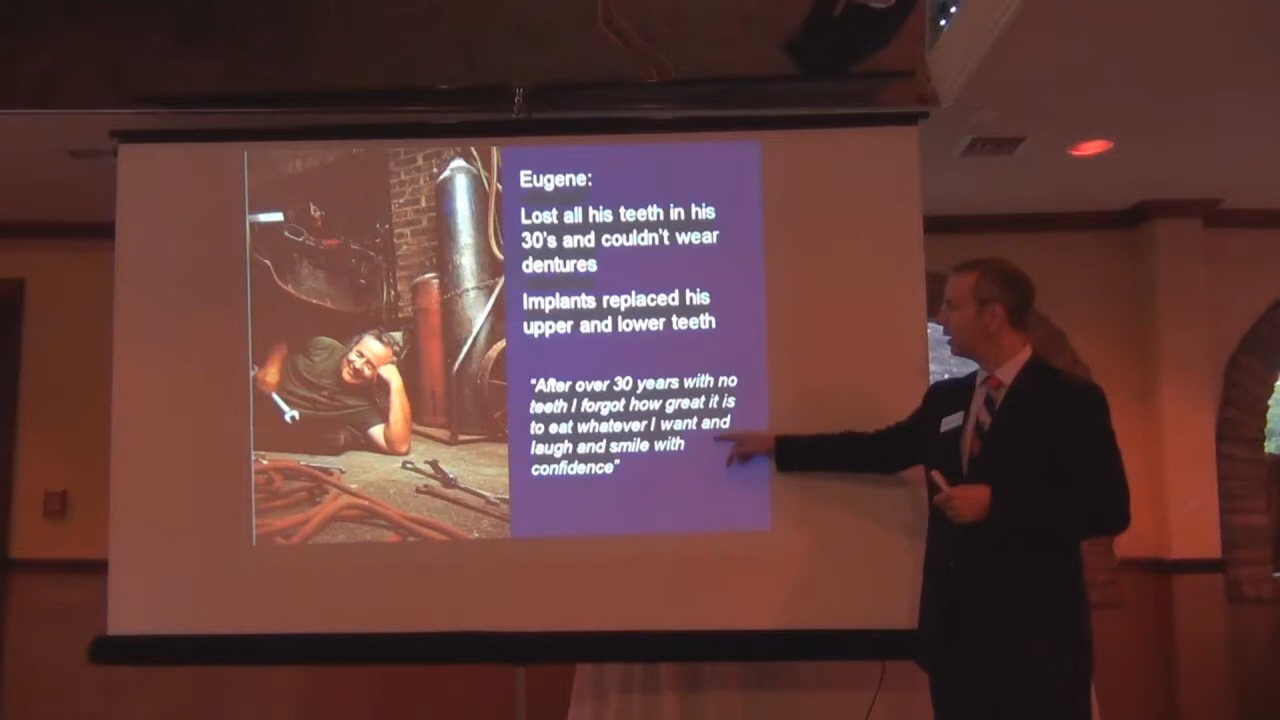 Eugene:
Lost all his teeth in his
30's and couldn't wear
dentures
Implants replaced his
upper and lower teeth
"After over 30 years with no
teeth I forgot how great it is
to eat whatever I want and
laugh and smile with
confidence"